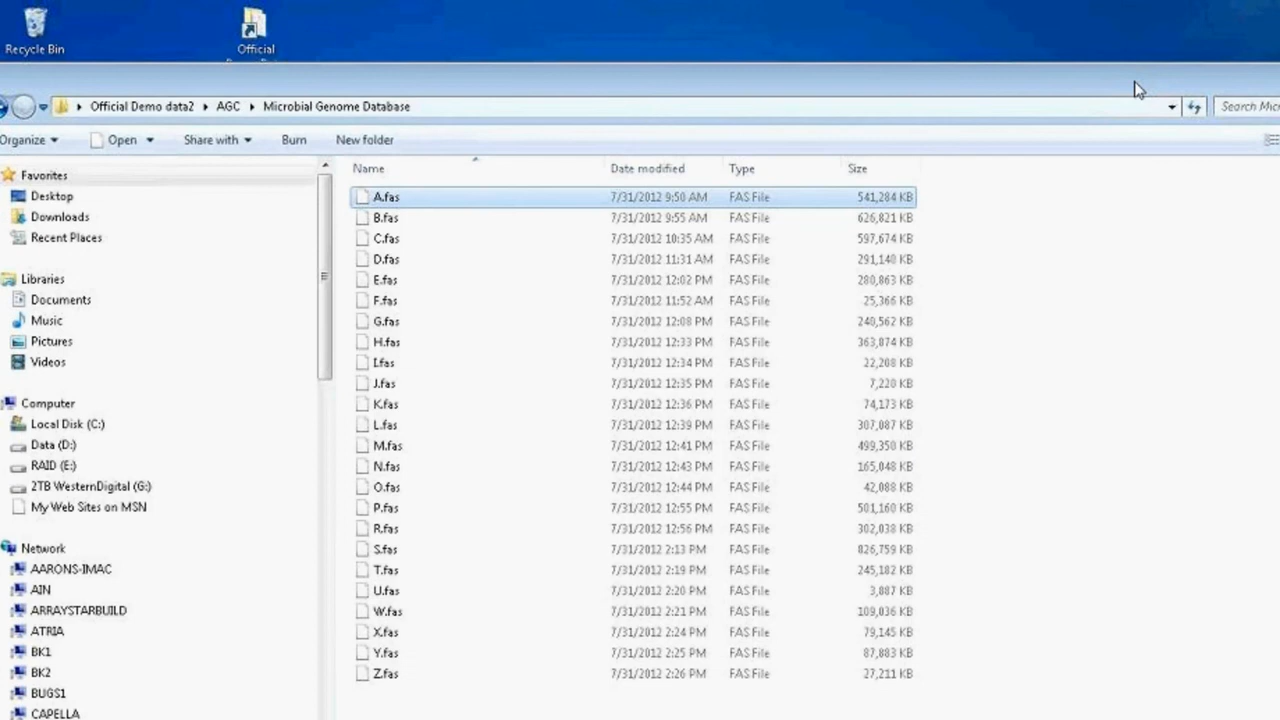 Recycle Bin
Official
Official Demo data2 AGC Microbial Genome Database
Search Micr
Organize Open Share with Burn New folder
Name Date modified Type Size
Favorites
Desktop
Downloads
Recent Places
Libraries
Documents
Music
Pictures
Videos
Computer
Local Disk (C:)
Data (D:)
RAID (E:)
2TB WesternDigital (G:)
My Web Sites on MSN
Network
AARONS-IMAC
AIN
ARRAYSTARBUILD
ATRIA
BK1
BK2
BUGS1
CAPELLA
A.fas 7/31/2012 9:50 AM FAS File 541,284 KB
B.fas 7/31/2012 9:55 AM FAS File 626,821 KB
C.fas 7/31/2012 10:35 AM FAS File 597,674 KB
D.fas 7/31/2012 11:31 AM FAS File 291,140 KB
E.fas 7/31/2012 12:02 PM FAS File 280,863 KB
F.fas 7/31/2012 11:52 AM FAS File 25,366 KB
G.fas 7/31/2012 12:08 PM FAS File 240,562 KB
H.fas 7/31/2012 12:33 PM FAS File 363,874 KB
I.fas 7/31/2012 12:34 PM FAS File 22,208 KB
J.fas 7/31/2012 12:35 PM FAS File 7,220 KB
K.fas 7/31/2012 12:36 PM FAS File 74,173 KB
L.fas 7/31/2012 12:39 PM FAS File 307,087 KB
M.fas 7/31/2012 12:41 PM FAS File 499,350 KB
N.fas 7/31/2012 12:43 PM FAS File 165,048 KB
O.fas 7/31/2012 12:44 PM FAS File 42,088 KB
P.fas 7/31/2012 12:55 PM FAS File 501,160 KB
R.fas 7/31/2012 12:56 PM FAS File 302,038 KB
S.fas 7/31/2012 2:13 PM FAS File 826,759 KB
T.fas 7/31/2012 2:19 PM FAS File 245,182 KB
U.fas 7/31/2012 2:20 PM FAS File 3,887 KB
W.fas 7/31/2012 2:21 PM FAS File 109,036 KB
X.fas 7/31/2012 2:24 PM FAS File 79,145 KB
Y.fas 7/31/2012 2:25 PM FAS File 87,883 KB
Z.fas 7/31/2012 2:26 PM FAS File 27,211 KB